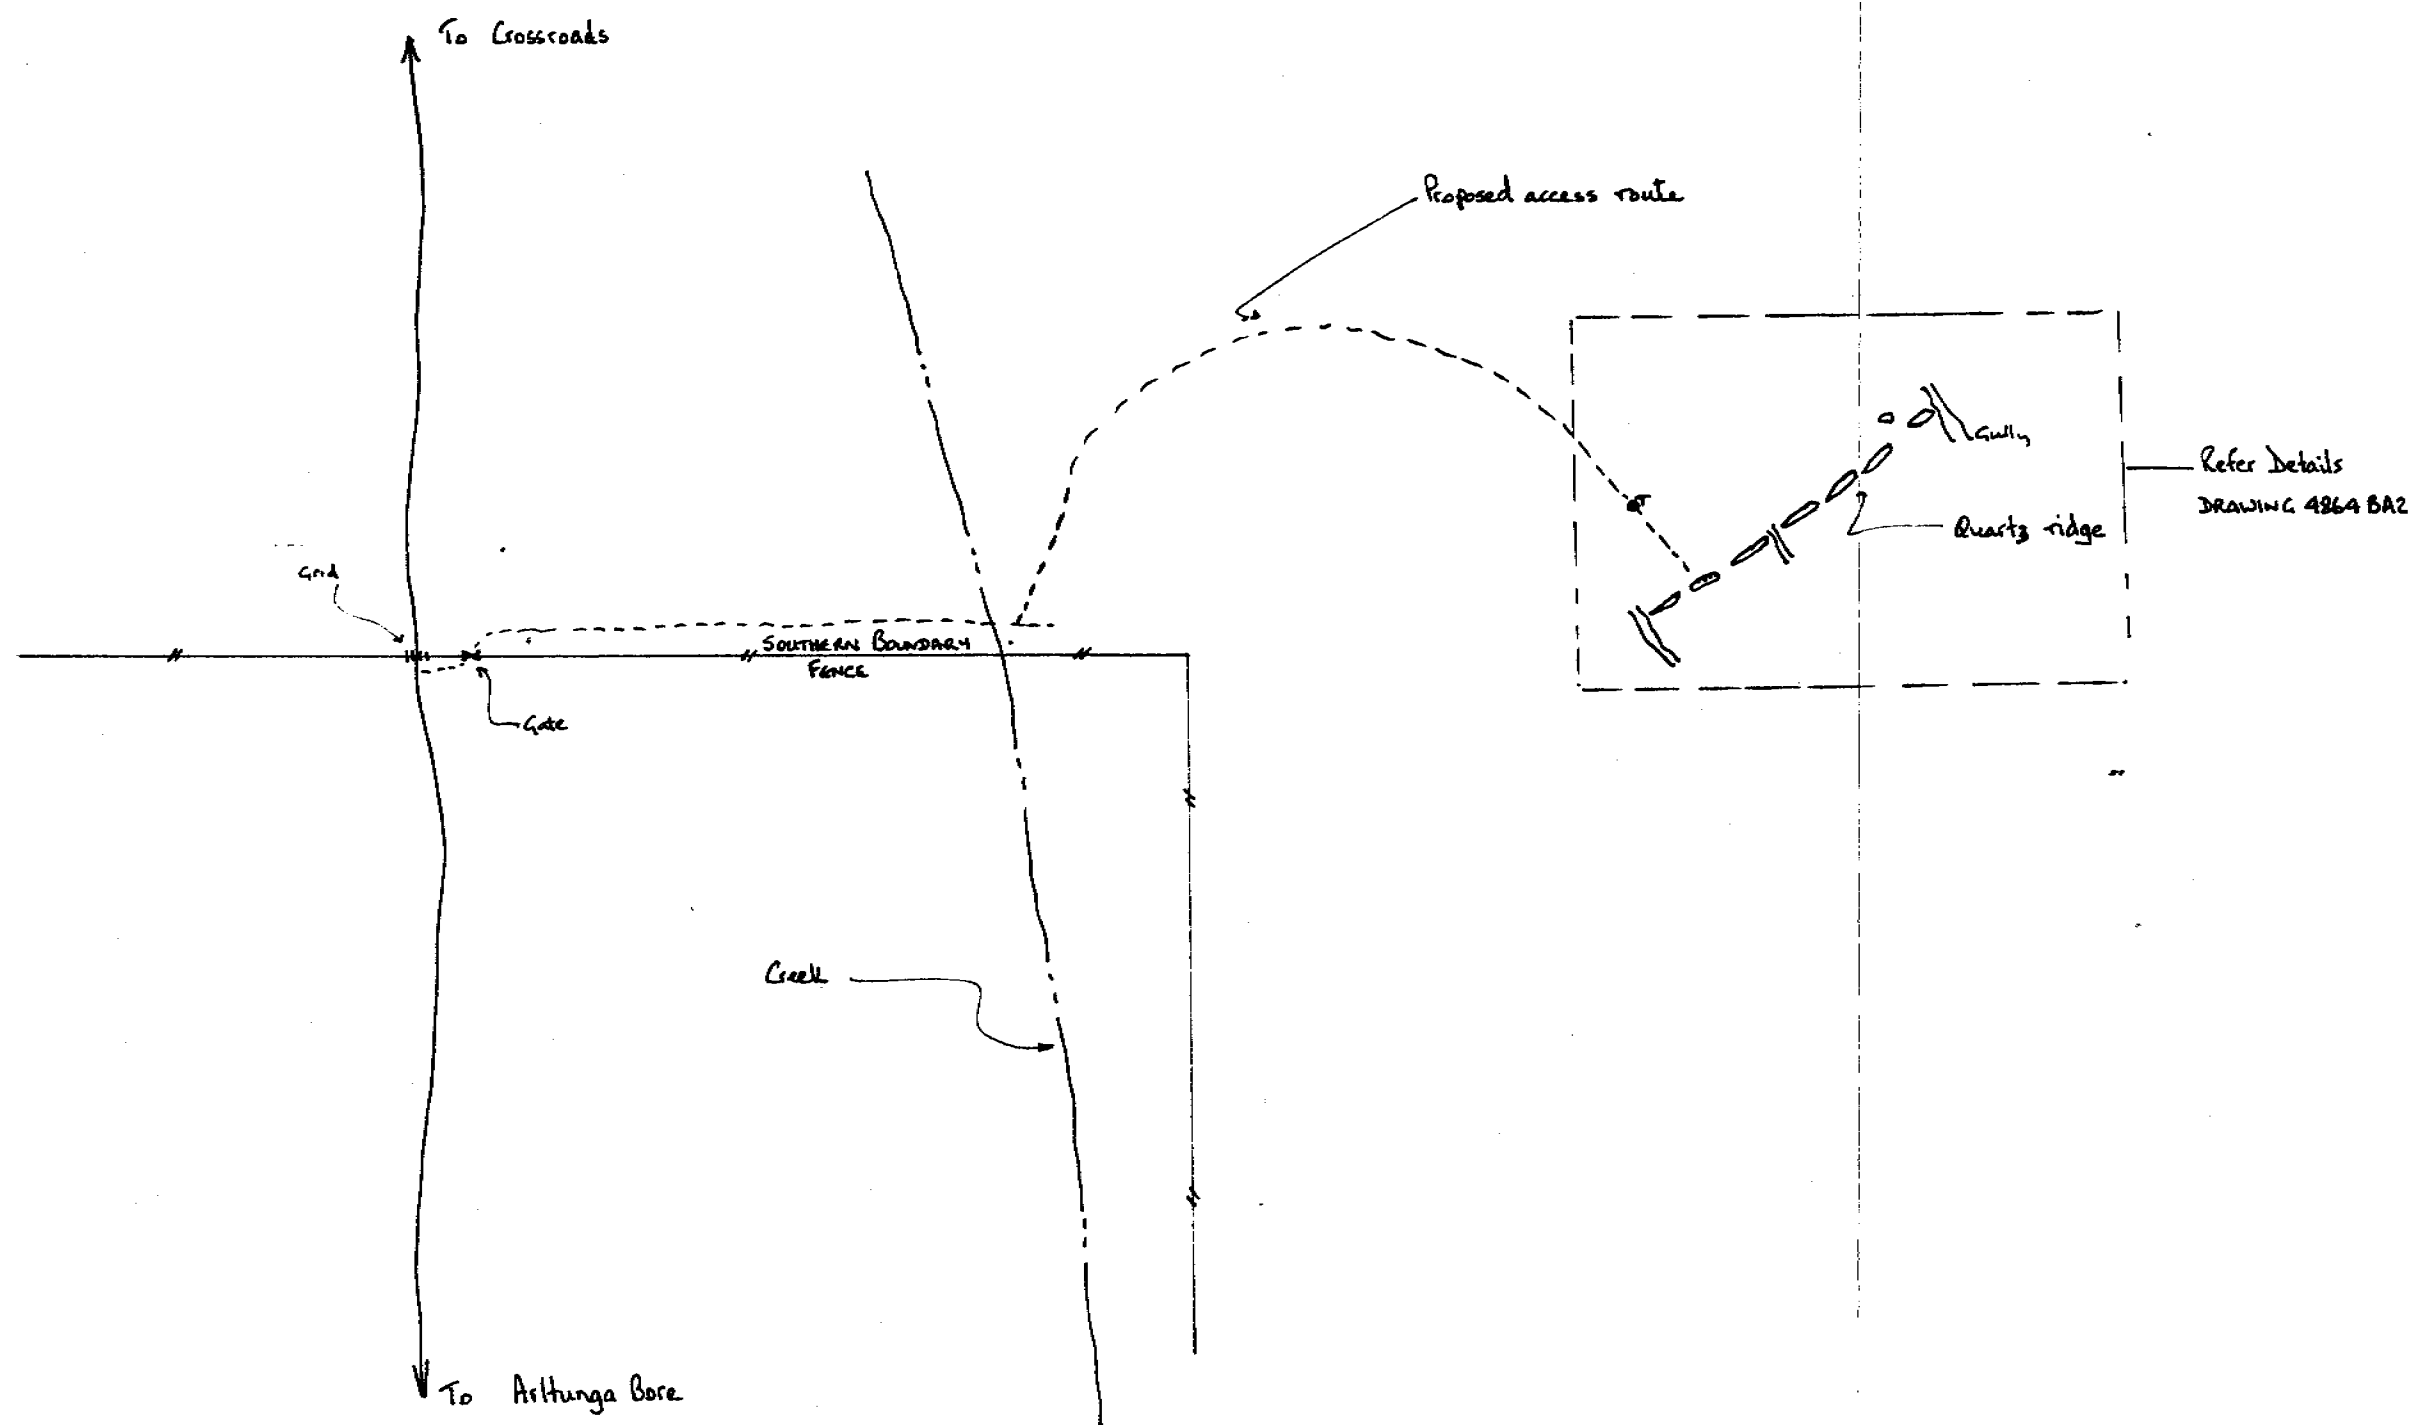 To Crossroads
Proposed access route
Gully
Refer Details
DRAWING 4864 BA2
Quartz ridge
T
Grid
SOUTHERN BOUNDARY
FENCE
Gate
Creek
To Arltunga Bore